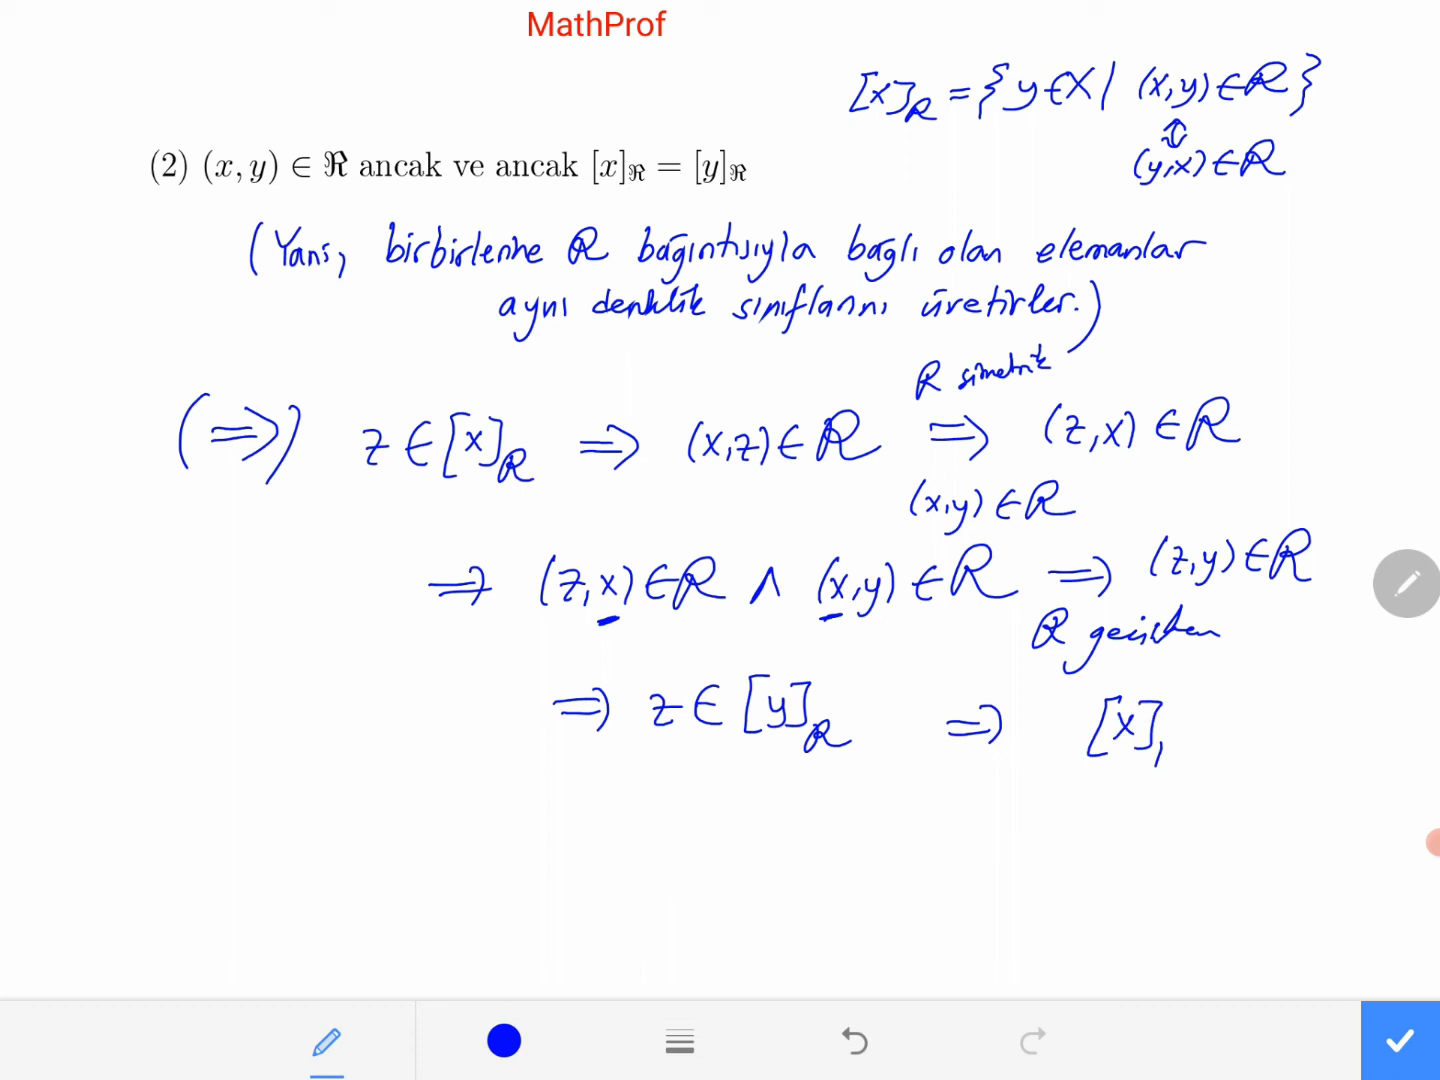 MathProf
[x]_R = {y ∈ X | (x,y) ∈ R}
⇕
(y,x) ∈ R
(2) (x, y) ∈ ℜ ancak ve ancak [x]_ℜ = [y]_ℜ
(Yani, birbirlerine R bağıntısıyla bağlı olan elemanlar
aynı denklik sınıflarını üretirler.)
R simetrik
(⇒) z ∈ [x]_R ⇒ (x,z) ∈ R ⇒ (z,x) ∈ R
(x,y) ∈ R
⇒ (z,x) ∈ R ∧ (x,y) ∈ R ⇒ (z,y) ∈ R
R geçişken
⇒ z ∈ [y]_R ⇒ [x]